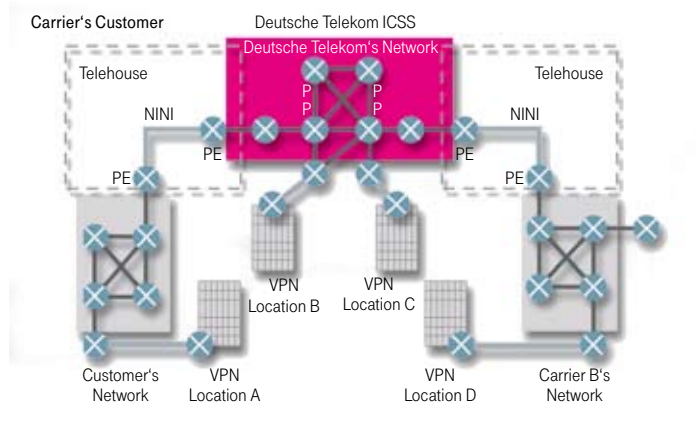 Carrier's Customer
Deutsche Telekom ICSS
Deutsche Telekom's Network
Telehouse
Telehouse
P
P
P
P
NINI
NINI
PE
PE
PE
PE
VPN
Location B
VPN
Location C
Customer's
Network
VPN
Location A
VPN
Location D
Carrier B's
Network